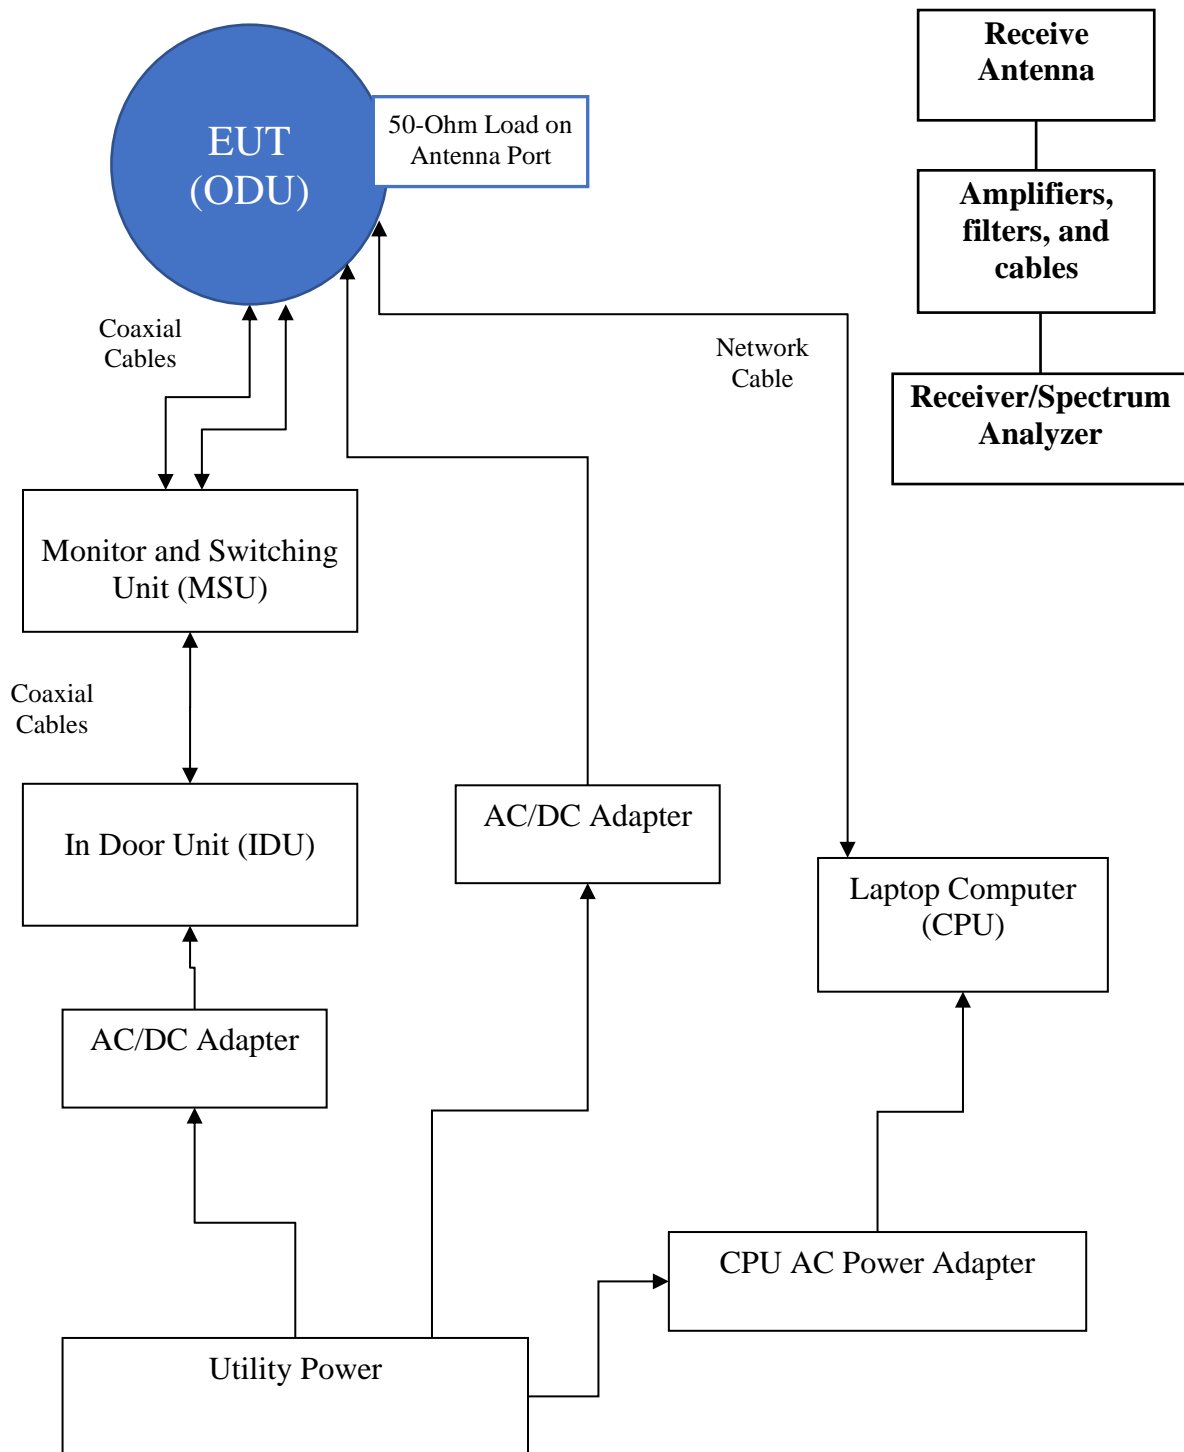 EUT
(ODU)
50-Ohm Load on
Antenna Port
Receive
Antenna
Amplifiers,
filters, and
cables
Receiver/Spectrum
Analyzer
Coaxial
Cables
Network
Cable
Monitor and Switching
Unit (MSU)
Coaxial
Cables
In Door Unit (IDU)
AC/DC Adapter
Laptop Computer
(CPU)
AC/DC Adapter
CPU AC Power Adapter
Utility Power